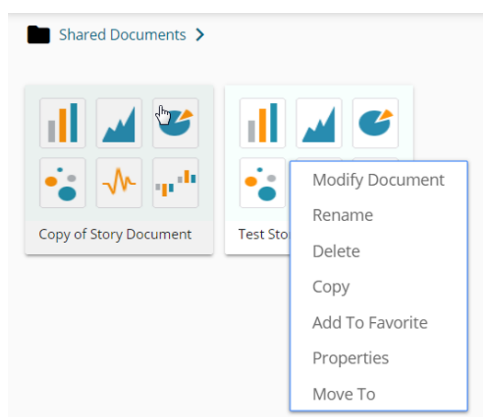 Shared Documents >
Copy of Story Document
Test Sto
Modify Document
Rename
Delete
Copy
Add To Favorite
Properties
Move To